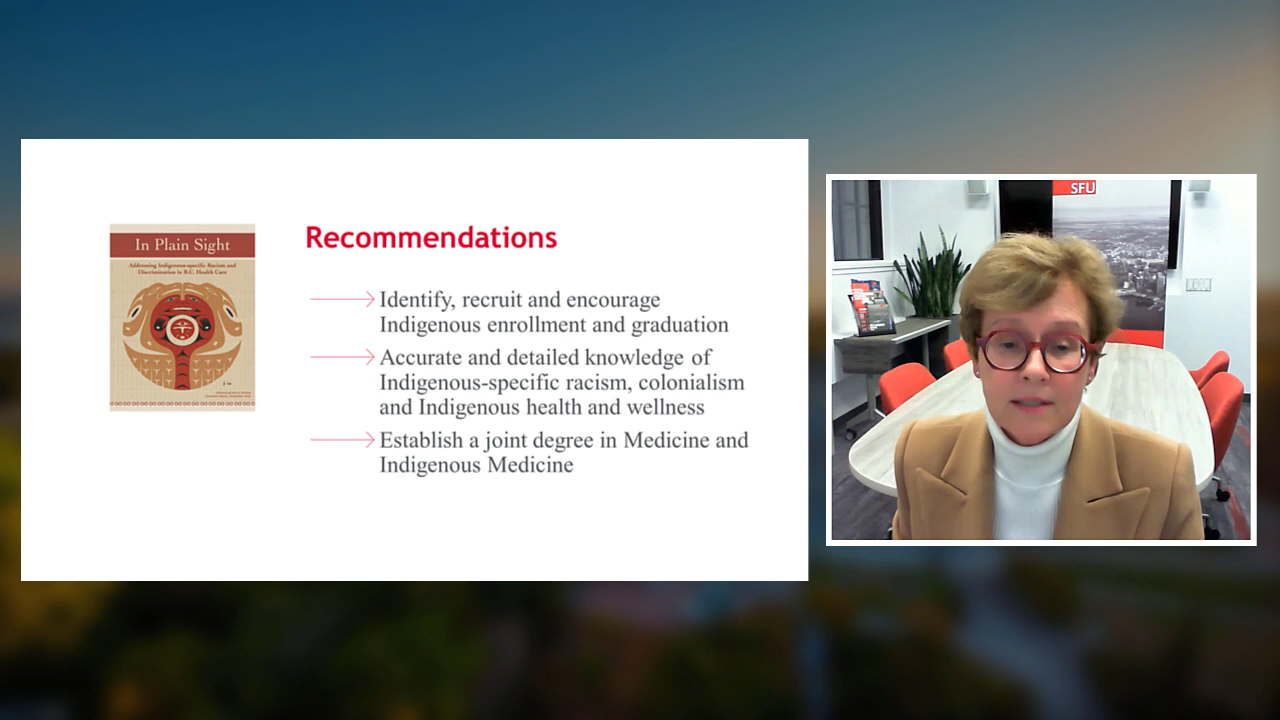 In Plain Sight
Addressing Indigenous-specific Racism and
Discrimination in B.C. Health Care
Recommendations
Identify, recruit and encourage
Indigenous enrollment and graduation
Accurate and detailed knowledge of
Indigenous-specific racism, colonialism
and Indigenous health and wellness
Establish a joint degree in Medicine and
Indigenous Medicine
SFU